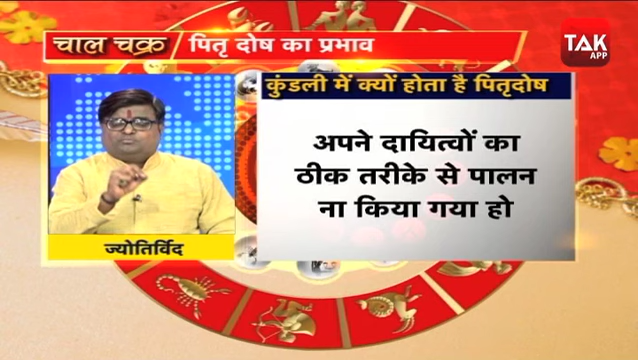 चाल चक्र
पितृ दोष का प्रभाव
TAK
APP
कुंडली में क्यों होता है पितृदोष
अपने दायित्वों का
ठीक तरीके से पालन
ना किया गया हो
ज्योतिर्विद